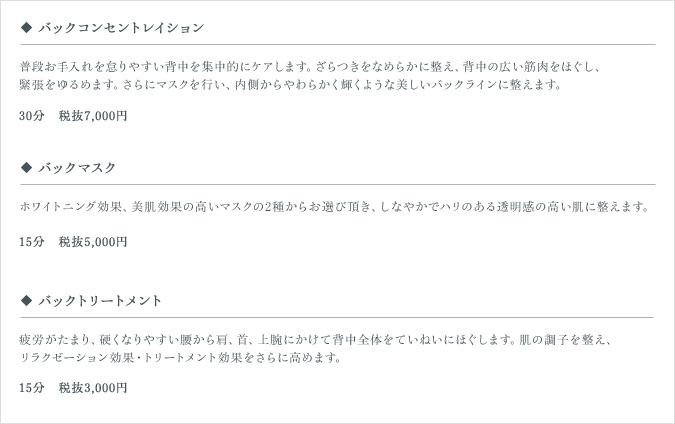 ◆ バックコンセントレイション
普段お手入れを怠りやすい背中を集中的にケアします。ざらつきをなめらかに整え、背中の広い筋肉をほぐし、
緊張をゆるめます。さらにマスクを行い、内側からやわらかく輝くような美しいバックラインに整えます。
30分　税抜7,000円
◆ バックマスク
ホワイトニング効果、美肌効果の高いマスクの2種からお選び頂き、しなやかでハリのある透明感の高い肌に整えます。
15分　税抜5,000円
◆ バックトリートメント
疲労がたまり、硬くなりやすい腰から肩、首、上腕にかけて背中全体をていねいにほぐします。肌の調子を整え、
リラクゼーション効果・トリートメント効果をさらに高めます。
15分　税抜3,000円